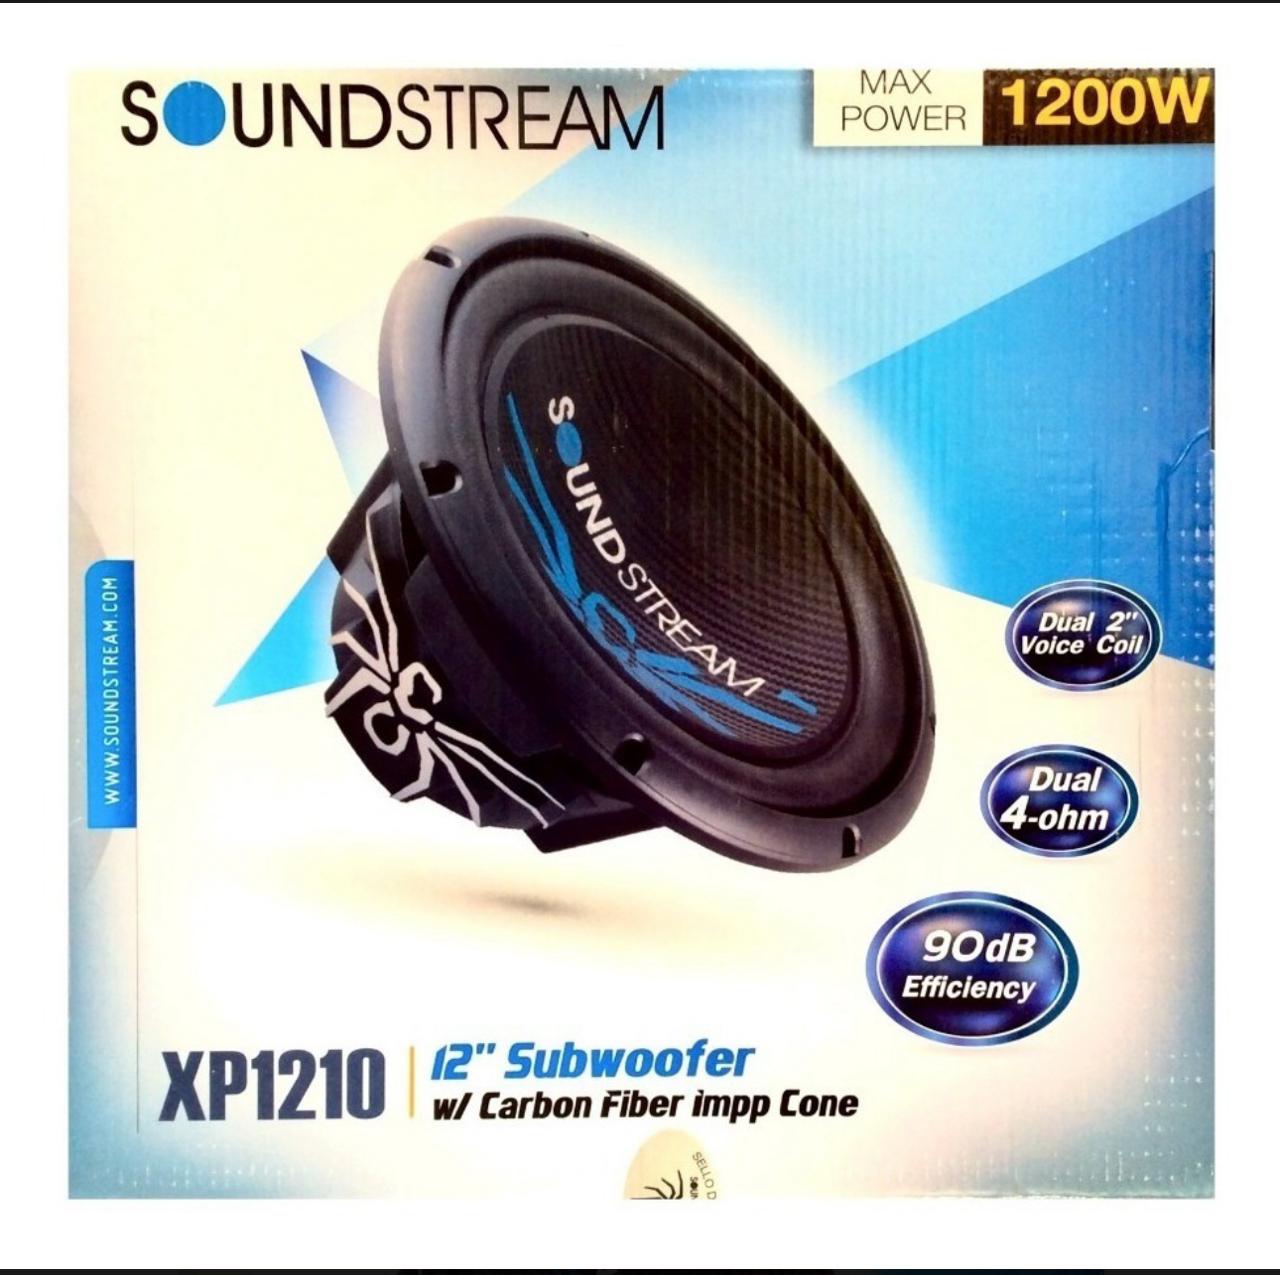 SOUNDSTREAM
MAX
POWER
1200W
SOUNDSTREAM
WWW.SOUNDSTREAM.COM
Dual 2"
Voice Coil
Dual
4-ohm
90dB
Efficiency
XP1210
12" Subwoofer
w/ Carbon Fiber impp Cone
SELLO D
SOUN